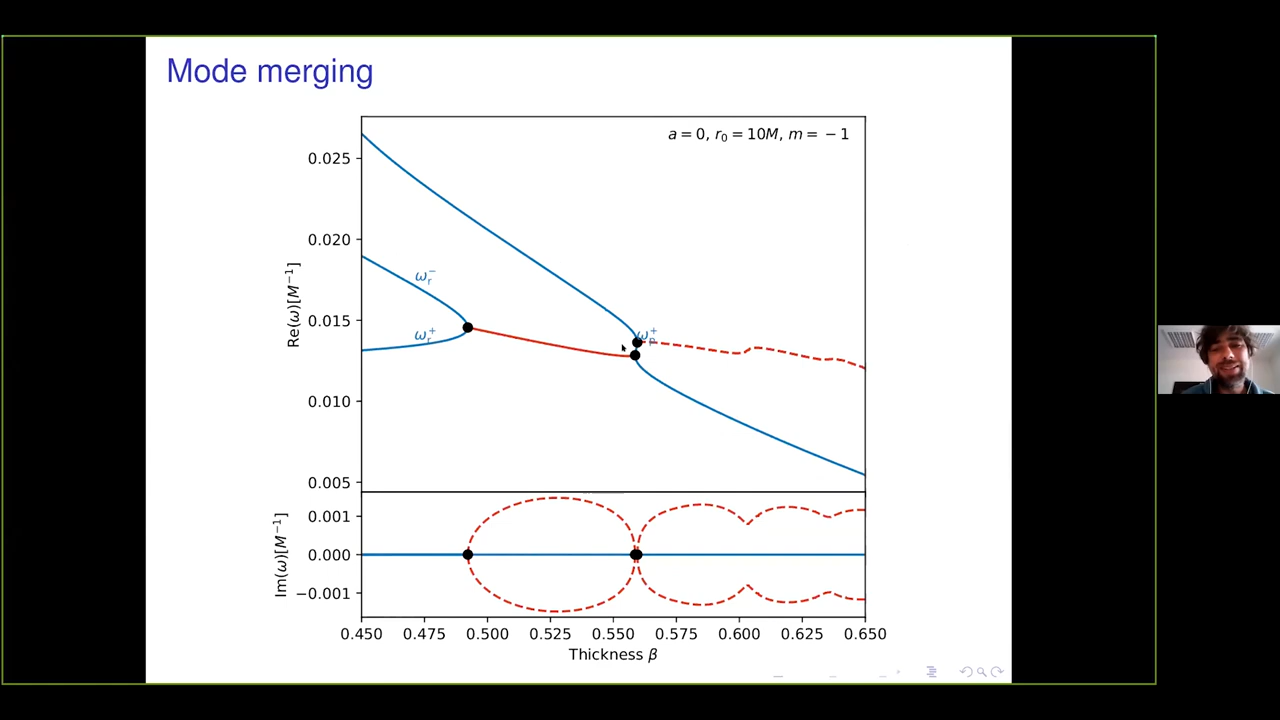 Mode merging
a = 0, r₀ = 10M, m = − 1
0.025
0.020
0.015
0.010
0.005
Re(ω)[M⁻¹]
ωᵣ⁻
ωᵣ⁺
0.001
0.000
−0.001
Im(ω)[M⁻¹]
0.450 0.475 0.500 0.525 0.550 0.575 0.600 0.625 0.650
Thickness β